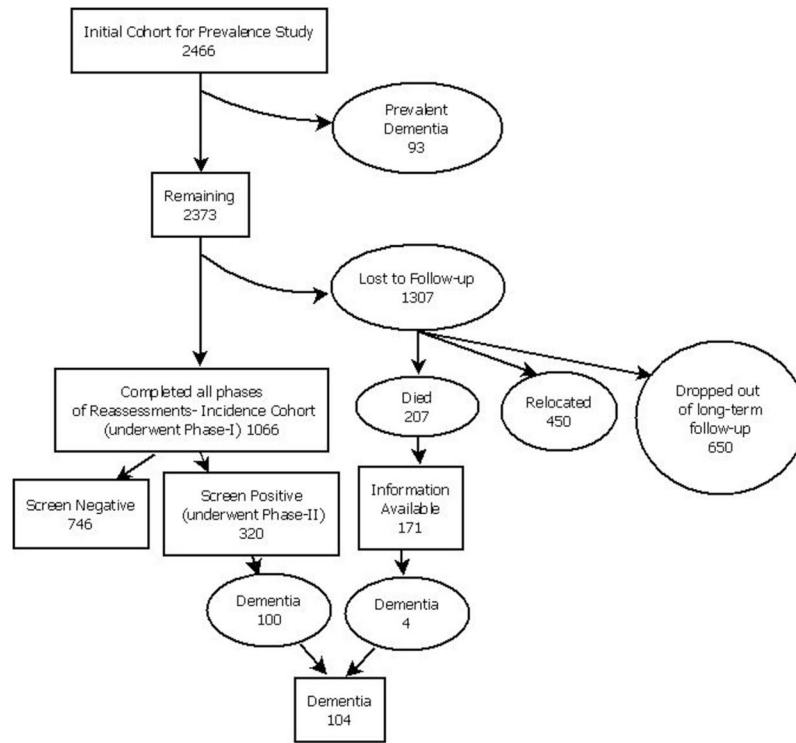 Initial Cohort for Prevalence Study
2466
Prevalent
Dementia
93
Remaining
2373
Lost to Follow-up
1307
Completed all phases
of Reassessments- Incidence Cohort
(underwent Phase-I) 1066
Died
207
Relocated
450
Dropped out
of long-term
follow-up
650
Screen Negative
746
Screen Positive
(underwent Phase-II)
320
Information
Available
171
Dementia
100
Dementia
4
Dementia
104